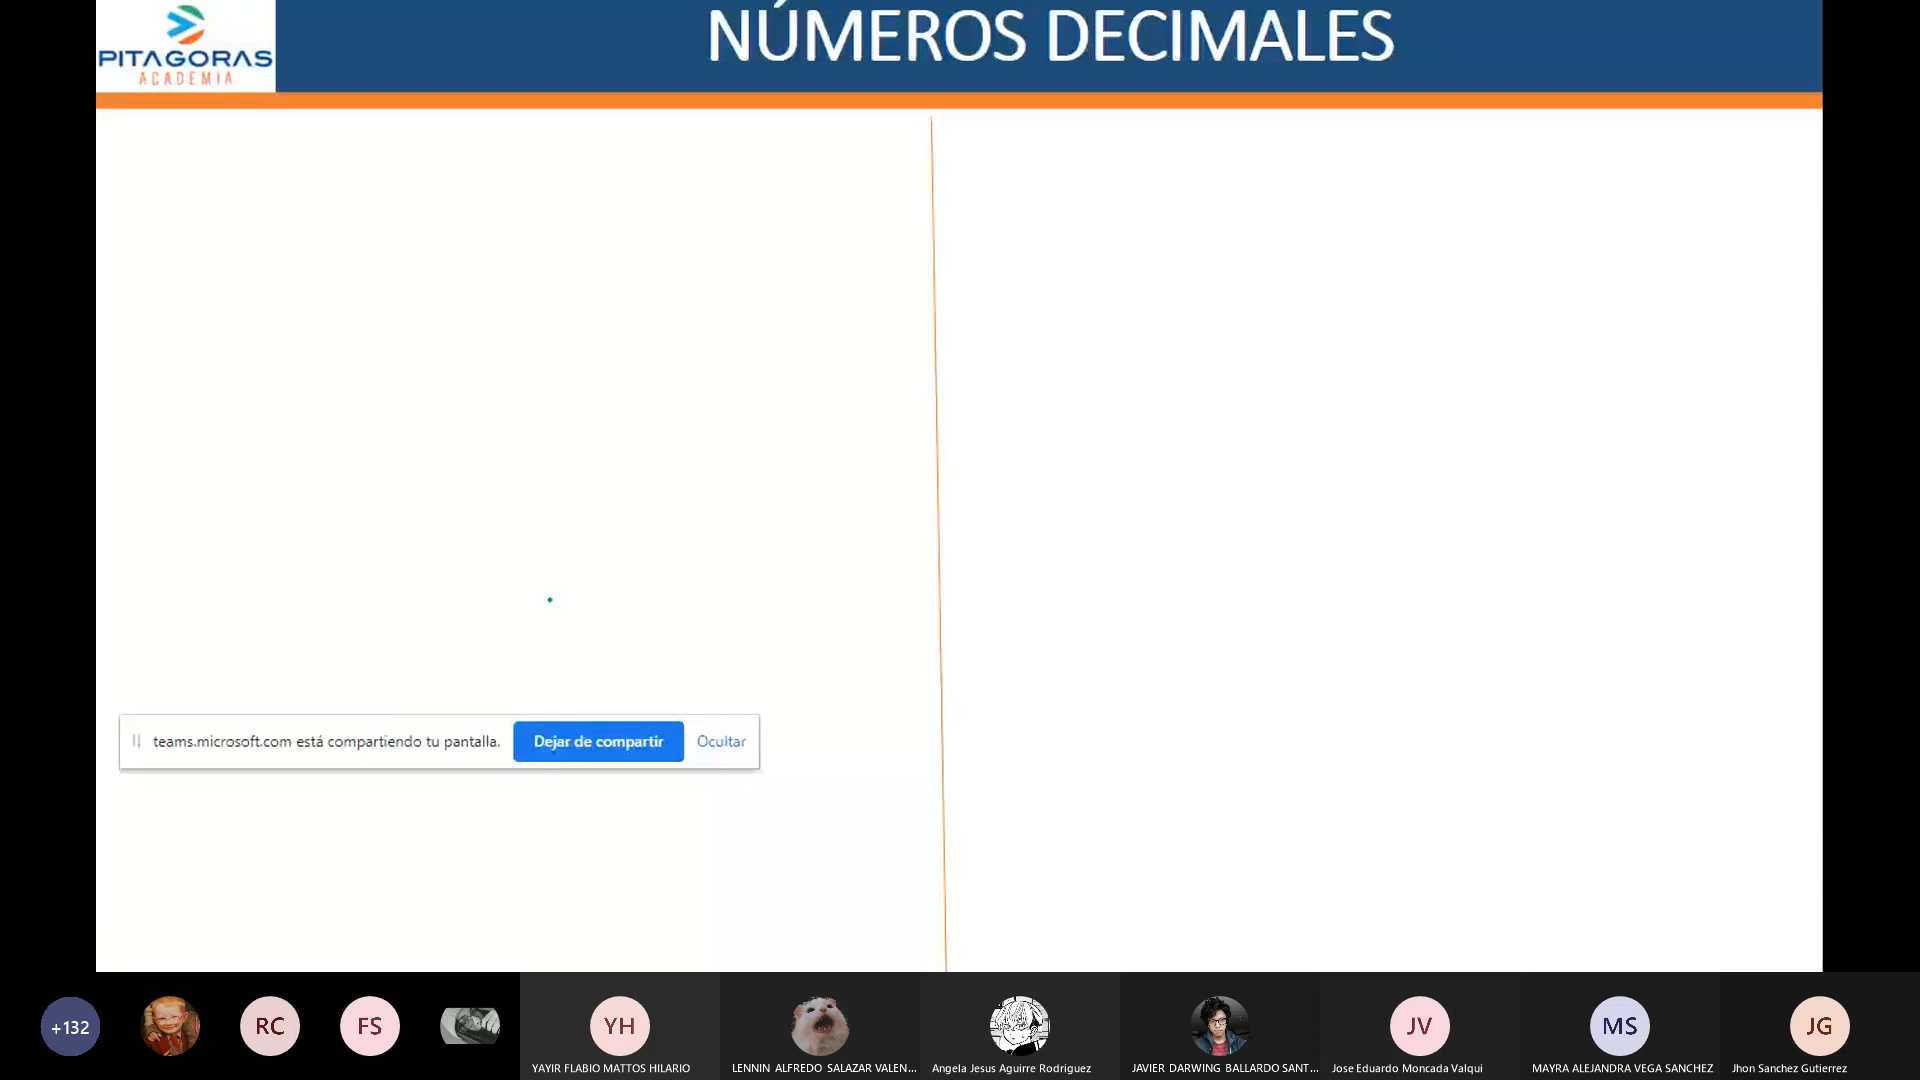 PITAGORAS
ACADEMIA
NÚMEROS DECIMALES
teams.microsoft.com está compartiendo tu pantalla.
Dejar de compartir
Ocultar
+132
RC
FS
YH
JV
MS
JG
YAYIR FLABIO MATTOS HILARIO
LENNIN ALFREDO SALAZAR VALEN...
Angela Jesus Aguirre Rodriguez
JAVIER DARWING BALLARDO SANT...
Jose Eduardo Moncada Valqui
MAYRA ALEJANDRA VEGA SANCHEZ
Jhon Sanchez Gutierrez